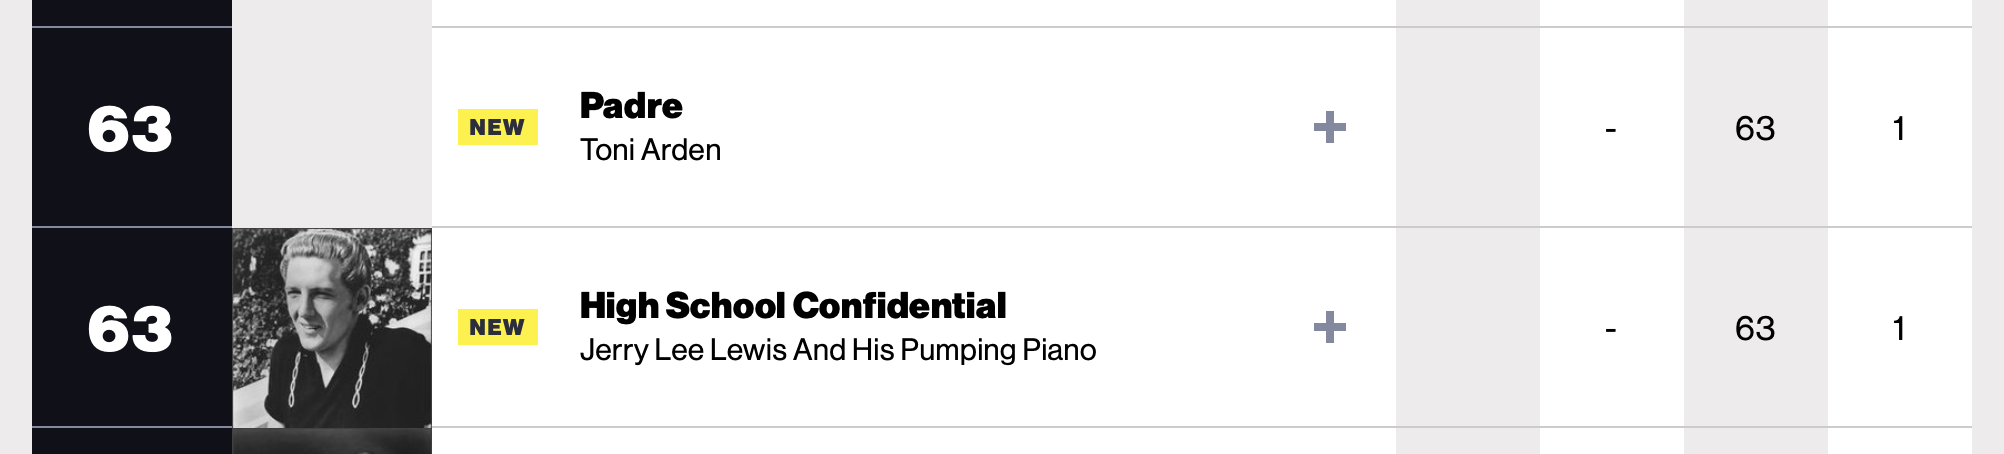 63
NEW
Padre
Toni Arden
-
63
1
63
NEW
High School Confidential
Jerry Lee Lewis And His Pumping Piano
-
63
1